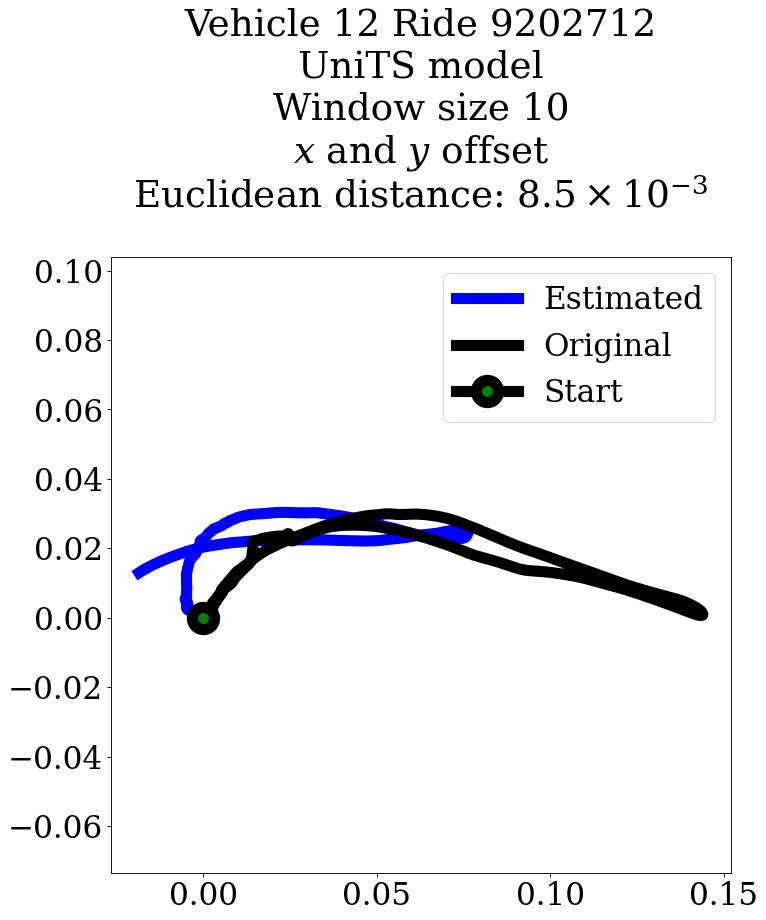 Vehicle 12 Ride 9202712
UniTS model
Window size 10
x and y offset
Euclidean distance: 8.5 × 10⁻³
Estimated
Original
Start
0.10
0.08
0.06
0.04
0.02
0.00
−0.02
−0.04
−0.06
0.00 0.05 0.10 0.15